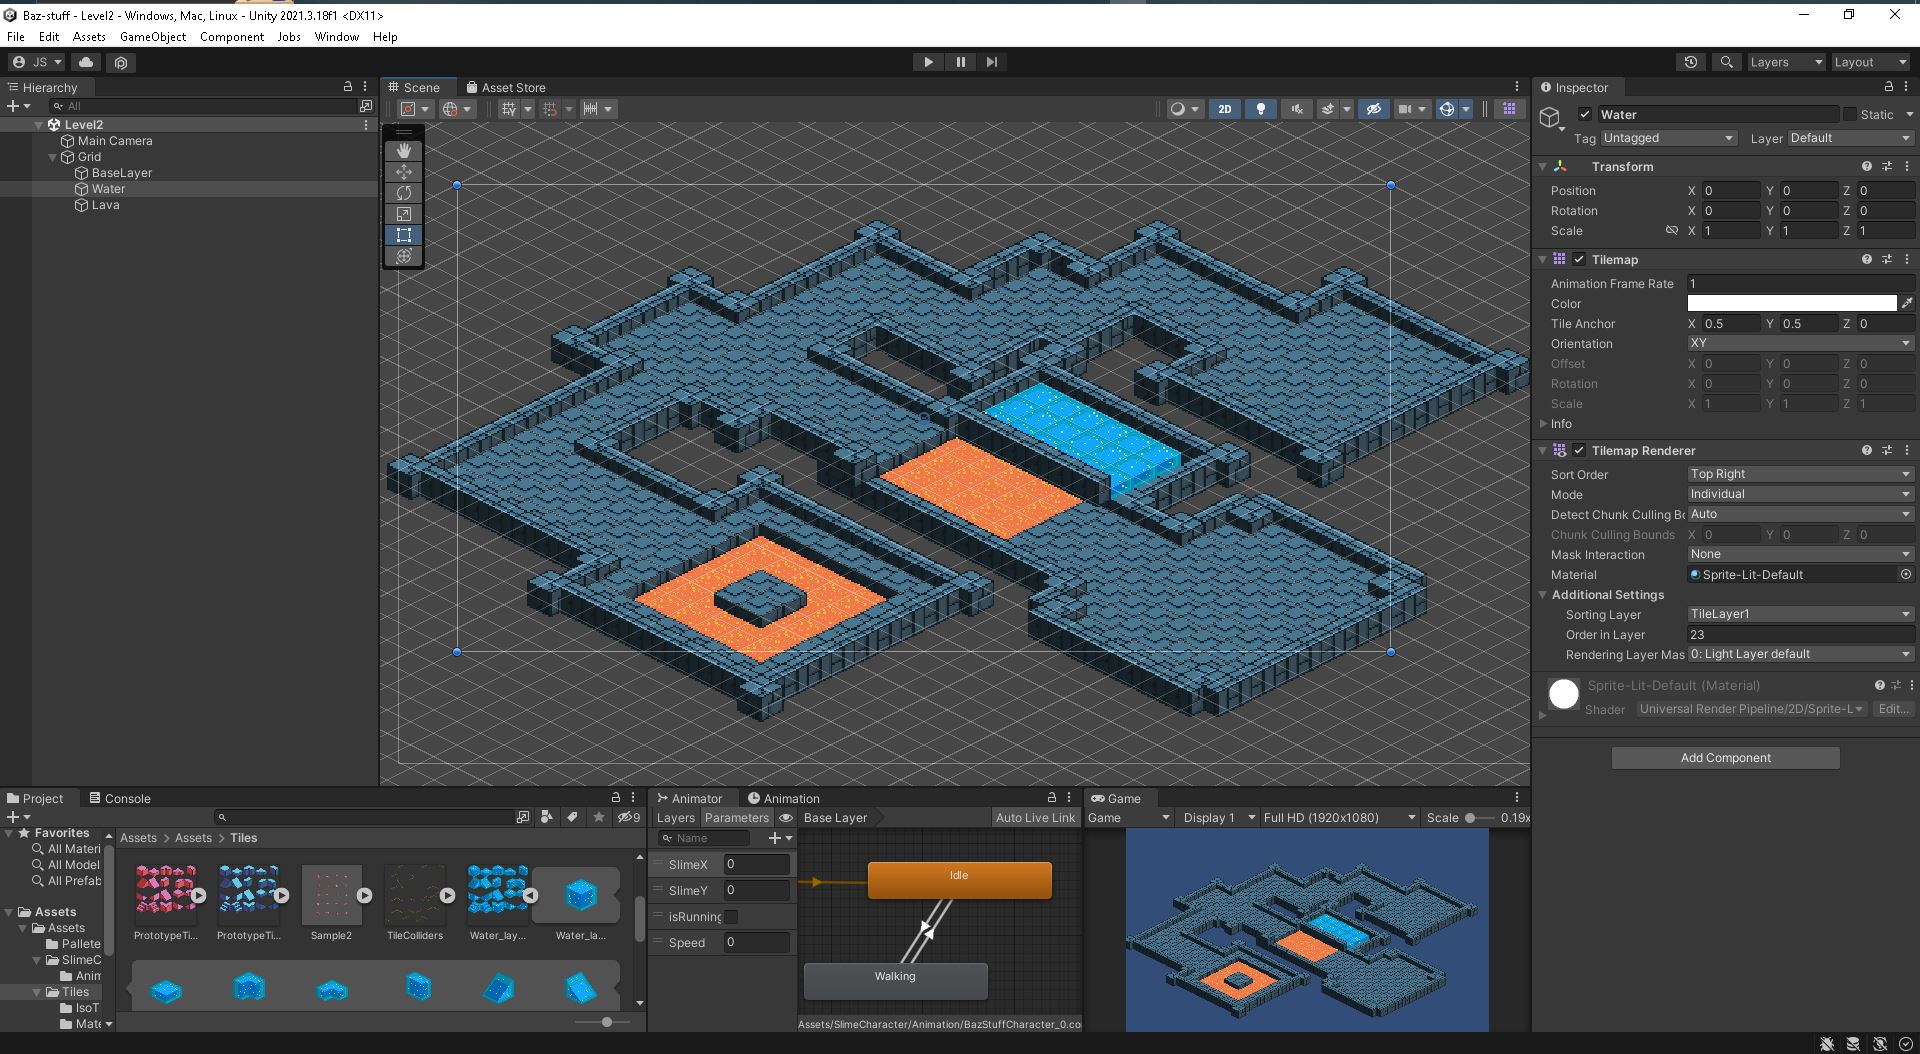 Baz-stuff - Level2 - Windows, Mac, Linux - Unity 2021.3.18f1 <DX11>
File Edit Assets GameObject Component Jobs Window Help
JS
Layers
Layout
Hierarchy
All
Level2
Main Camera
Grid
BaseLayer
Water
Lava
Scene
Asset Store
2D
Inspector
Water
Static
Tag Untagged Layer Default
Transform
Position X 0 Y 0 Z 0
Rotation X 0 Y 0 Z 0
Scale X 1 Y 1 Z 1
Tilemap
Animation Frame Rate 1
Color
Tile Anchor X 0.5 Y 0.5 Z 0
Orientation XY
Offset X 0 Y 0 Z 0
Rotation X 0 Y 0 Z 0
Scale X 1 Y 1 Z 1
Info
Tilemap Renderer
Sort Order Top Right
Mode Individual
Detect Chunk Culling Bo Auto
Chunk Culling Bounds X 0 Y 0 Z 0
Mask Interaction None
Material Sprite-Lit-Default
Additional Settings
Sorting Layer TileLayer1
Order in Layer 23
Rendering Layer Mas 0: Light Layer default
Sprite-Lit-Default (Material)
Shader Universal Render Pipeline/2D/Sprite-L Edit...
Add Component
Project
Console
9
Favorites
All Materi
All Model
All Prefab
Assets
Assets
Pallete
SlimeC
Anim
Tiles
IsoT
Mate
Assets > Assets > Tiles
PrototypeTi...
PrototypeTi...
Sample2
TileColliders
Water_lay...
Water_la...
Animator
Animation
Layers Parameters Base Layer Auto Live Link
Name
SlimeX 0
SlimeY 0
isRunning
Speed 0
Idle
Walking
Assets/SlimeCharacter/Animation/BazStuffCharacter_0.co
Game
Game Display 1 Full HD (1920x1080) Scale 0.19x